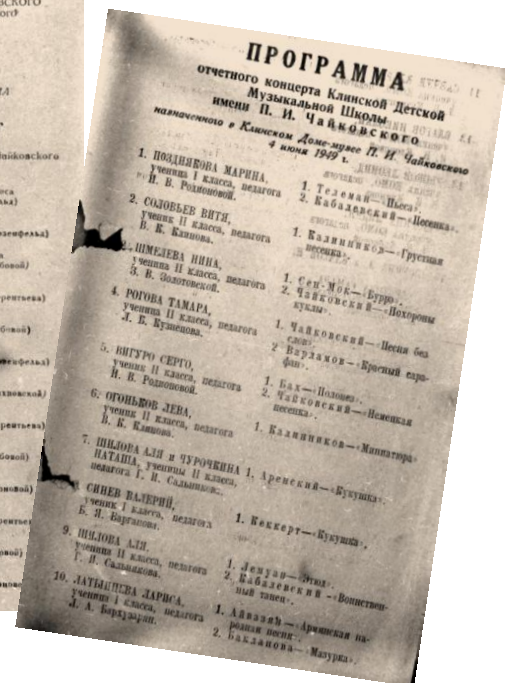 ПРОГРАММА
отчетного концерта Клинской Детской
Музыкальной Школы
имени П. И. Чайковского
назначенного в Клинском Доме-музее П. И. Чайковского
4 июня 1949 г.
1. ПОЗДНЯКОВА МАРИНА,
ученица I класса, педагога
И. В. Родионовой.
1. Телеман—«Пьеса».
2. Кабалевский—«Песенка».
2. СОЛОВЬЕВ ВИТЯ,
ученик II класса, педагога
В. К. Климова.
1. Калинников—«Грустная
песенка».
ШМЕЛЕВА НИНА,
ученица II класса, педагога
З. В. Золотовской.
1. Сен-Мок—«Бурре».
2. Чайковский—«Похороны
куклы».
4. РОГОВА ТАМАРА,
ученица II класса, педагога
Л. Б. Кузнецова.
1. Чайковский—«Песня без
слов».
2 Варламов—«Красный сара-
фан».
5. ВИГУРО СЕРГО,
ученик II класса, педагога
И. В. Родионовой.
1. Бах—«Полонез».
2. Чайковский—«Немецкая
песенка».
6. ОГОНЬКОВ ЛЕВА,
ученик II класса, педагога
В. К. Климова.
1. Калинников—«Миниатюра»
7. ШИЛОВА АЛЯ и ЧУРОЧКИНА
НАТАША, ученицы II класса,
педагога Г. И. Сальникова.
1. Аренский—«Кукушка».
СИНЕВ ВАЛЕРИЙ,
ученик I класса, педагога
Б. Я.
1. Кеккерт—«Кукушка».
9. ШИЛОВА АЛЯ,
ученица II класса, педагога
Г. И. Сальникова.
1. Лемуан—«Этюд».
2. Кабалевский—«Воинствен-
ный танец».
10. ЛАТЫШЕВА ЛАРИСА,
ученица I класса, педагога
Л. А.
1. Айвазян—«Армянская на-
родная песня».
2. Бакланова—«Мазурка».